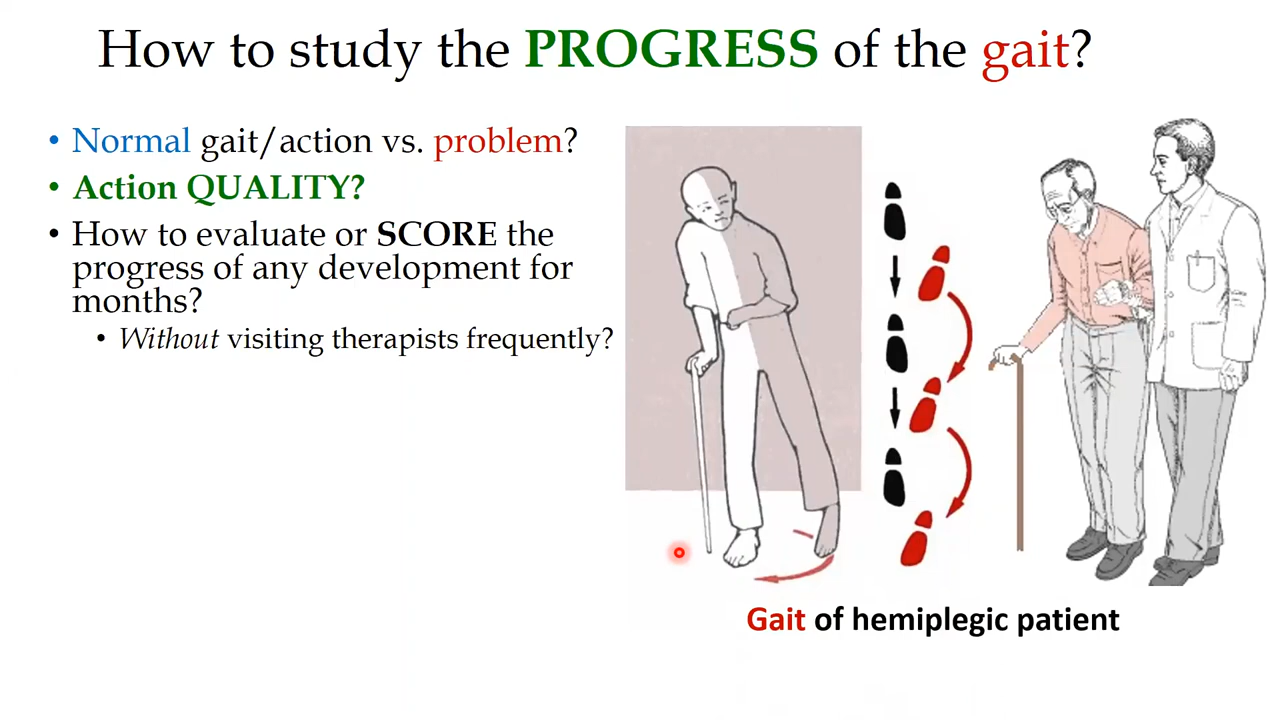 How to study the PROGRESS of the gait?
• Normal gait/action vs. problem?
• Action QUALITY?
• How to evaluate or SCORE the
progress of any development for
months?
• Without visiting therapists frequently?
Gait of hemiplegic patient